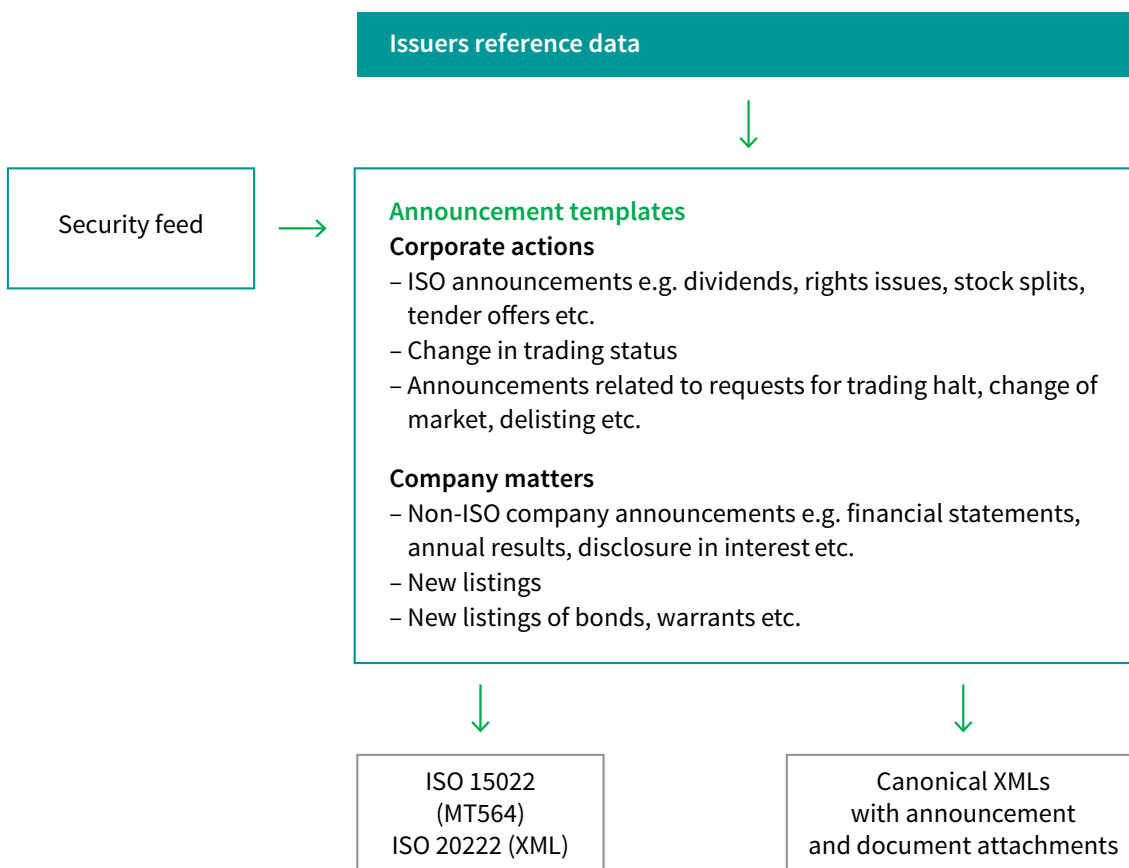 Issuers reference data
Security feed
Announcement templates
Corporate actions
– ISO announcements e.g. dividends, rights issues, stock splits,
tender offers etc.
– Change in trading status
– Announcements related to requests for trading halt, change of
market, delisting etc.
Company matters
– Non-ISO company announcements e.g. financial statements,
annual results, disclosure in interest etc.
– New listings
– New listings of bonds, warrants etc.
ISO 15022
(MT564)
ISO 20222 (XML)
Canonical XMLs
with announcement
and document attachments